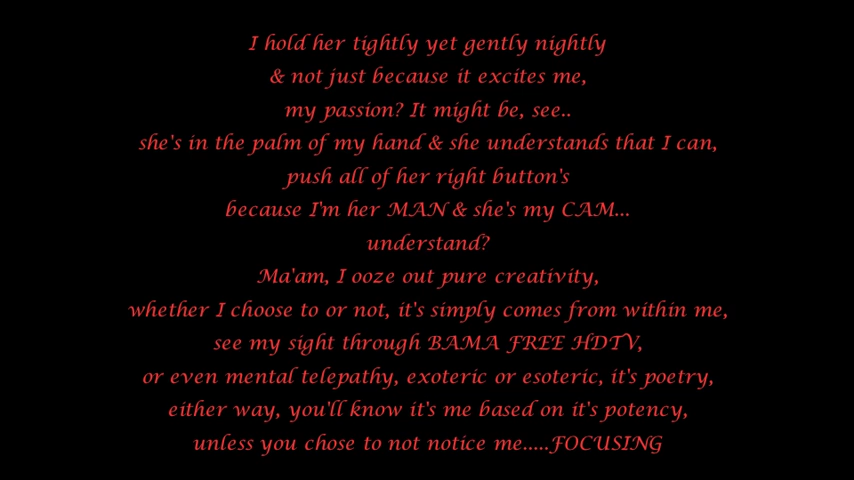 I hold her tightly yet gently nightly
& not just because it excites me,
my passion? It might be, see..
she's in the palm of my hand & she understands that I can,
push all of her right button's
because I'm her MAN & she's my CAM...
understand?
Ma'am, I ooze out pure creativity,
whether I choose to or not, it's simply comes from within me,
see my sight through BAMA FREE HDTV,
or even mental telepathy, exoteric or esoteric, it's poetry,
either way, you'll know it's me based on it's potency,
unless you chose to not notice me.....FOCUSING